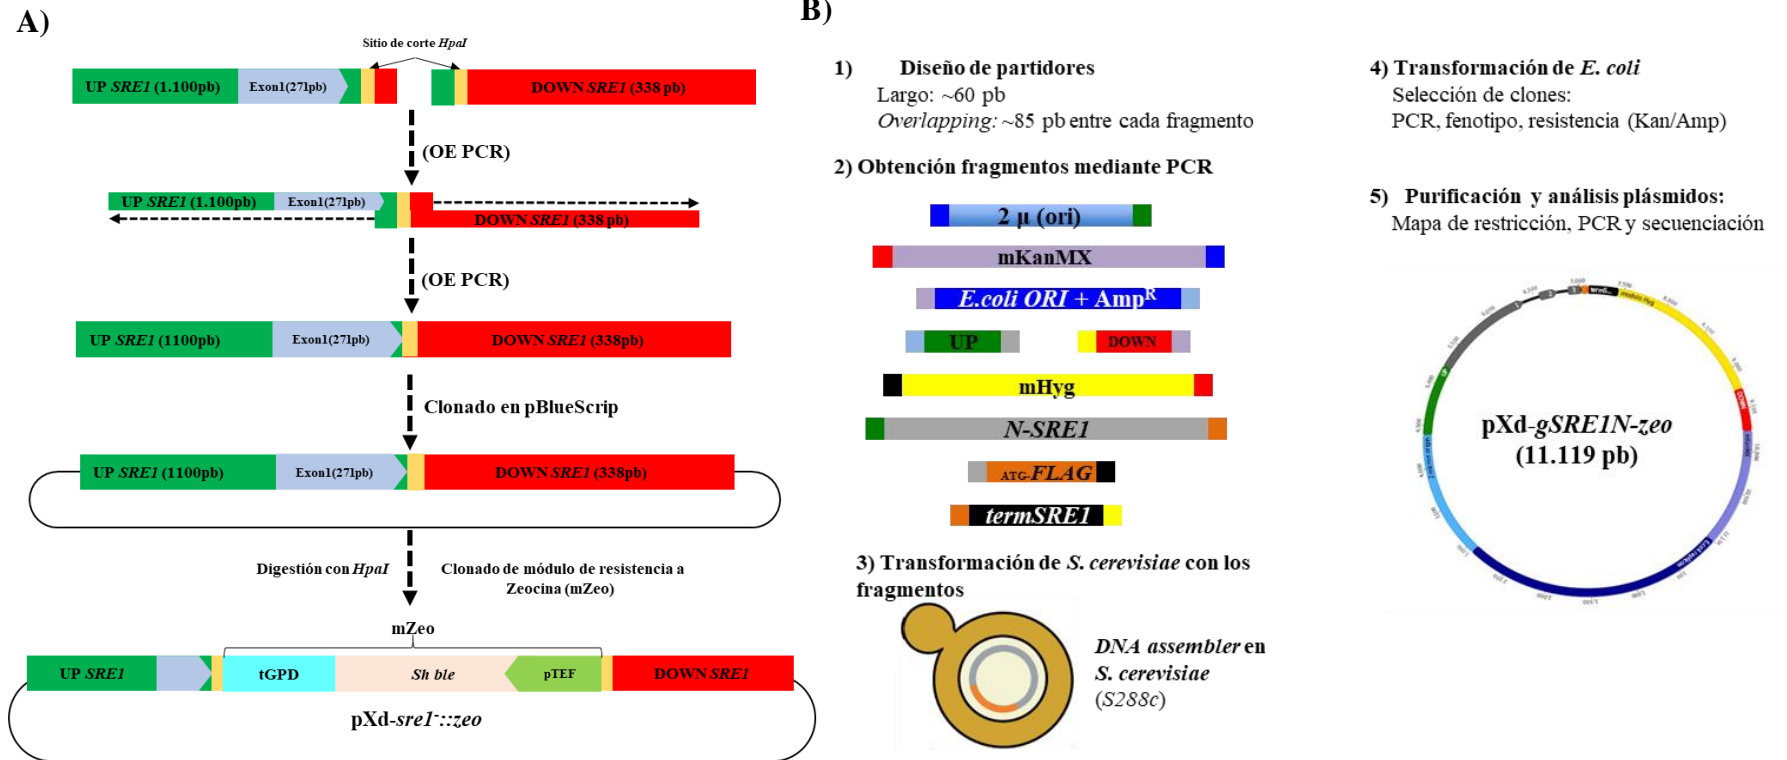 A)
Sitio de corte HpaI
UP SRE1 (1.100pb)
Exon1(271pb)
DOWN SRE1 (338 pb)
(OE PCR)
UP SRE1 (1.100pb)
Exon1(271pb)
DOWN SRE1 (338 pb)
(OE PCR)
UP SRE1 (1100pb)
Exon1(271pb)
DOWN SRE1 (338pb)
Clonado en pBlueScrip
UP SRE1 (1100pb)
Exon1(271pb)
DOWN SRE1 (338pb)
Digestión con HpaI
Clonado de módulo de resistencia a
Zeocina (mZeo)
mZeo
UP SRE1
tGPD
Sh ble
pTEF
DOWN SRE1
pXd-sre1⁻::zeo
B)
1) Diseño de partidores
Largo: ~60 pb
Overlapping: ~85 pb entre cada fragmento
2) Obtención fragmentos mediante PCR
2 µ (ori)
mKanMX
E.coli ORI + Ampᴿ
UP
DOWN
mHyg
N-SRE1
ATG-FLAG
termSRE1
3) Transformación de S. cerevisiae con los
fragmentos
DNA assembler en
S. cerevisiae
(S288c)
4) Transformación de E. coli
Selección de clones:
PCR, fenotipo, resistencia (Kan/Amp)
5) Purificación y análisis plásmidos:
Mapa de restricción, PCR y secuenciación
modulo Hyg
DOWN
UP
pXd-gSRE1N-zeo
(11.119 pb)